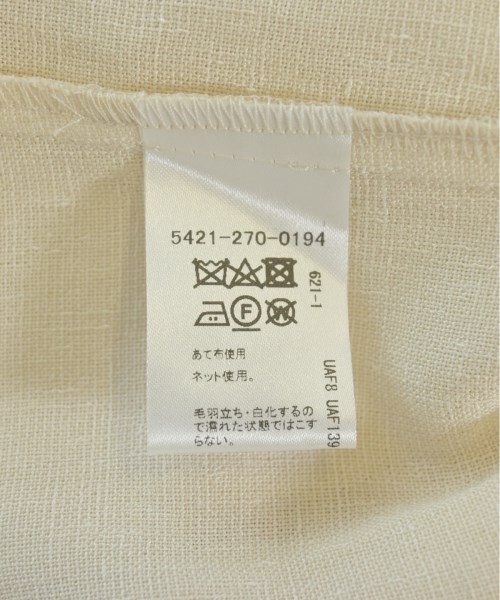 5421-270-0194
621-1
F W
あて布使用
ネット使用。
UAF8 UAF139
毛羽立ち・白化するの
で濡れた状態ではこす
らない。